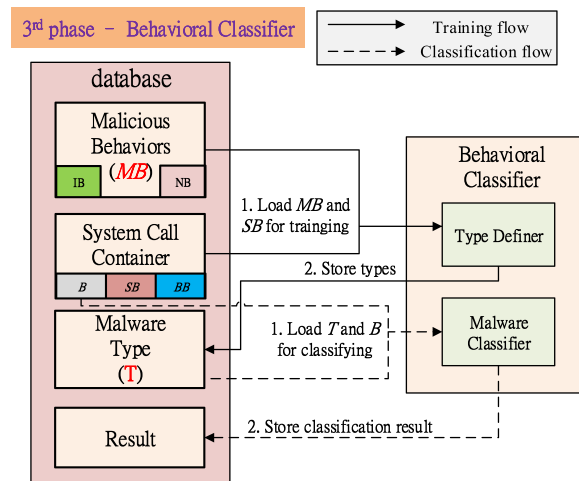 3rd phase – Behavioral Classifier
Training flow
Classification flow
database
Malicious
Behaviors
(MB)
IB
NB
System Call
Container
B
SB
BB
Malware
Type
(T)
Result
1. Load MB and
SB for trainging
2. Store types
1. Load T and B
for classifying
2. Store classification result
Behavioral
Classifier
Type Definer
Malware
Classifier